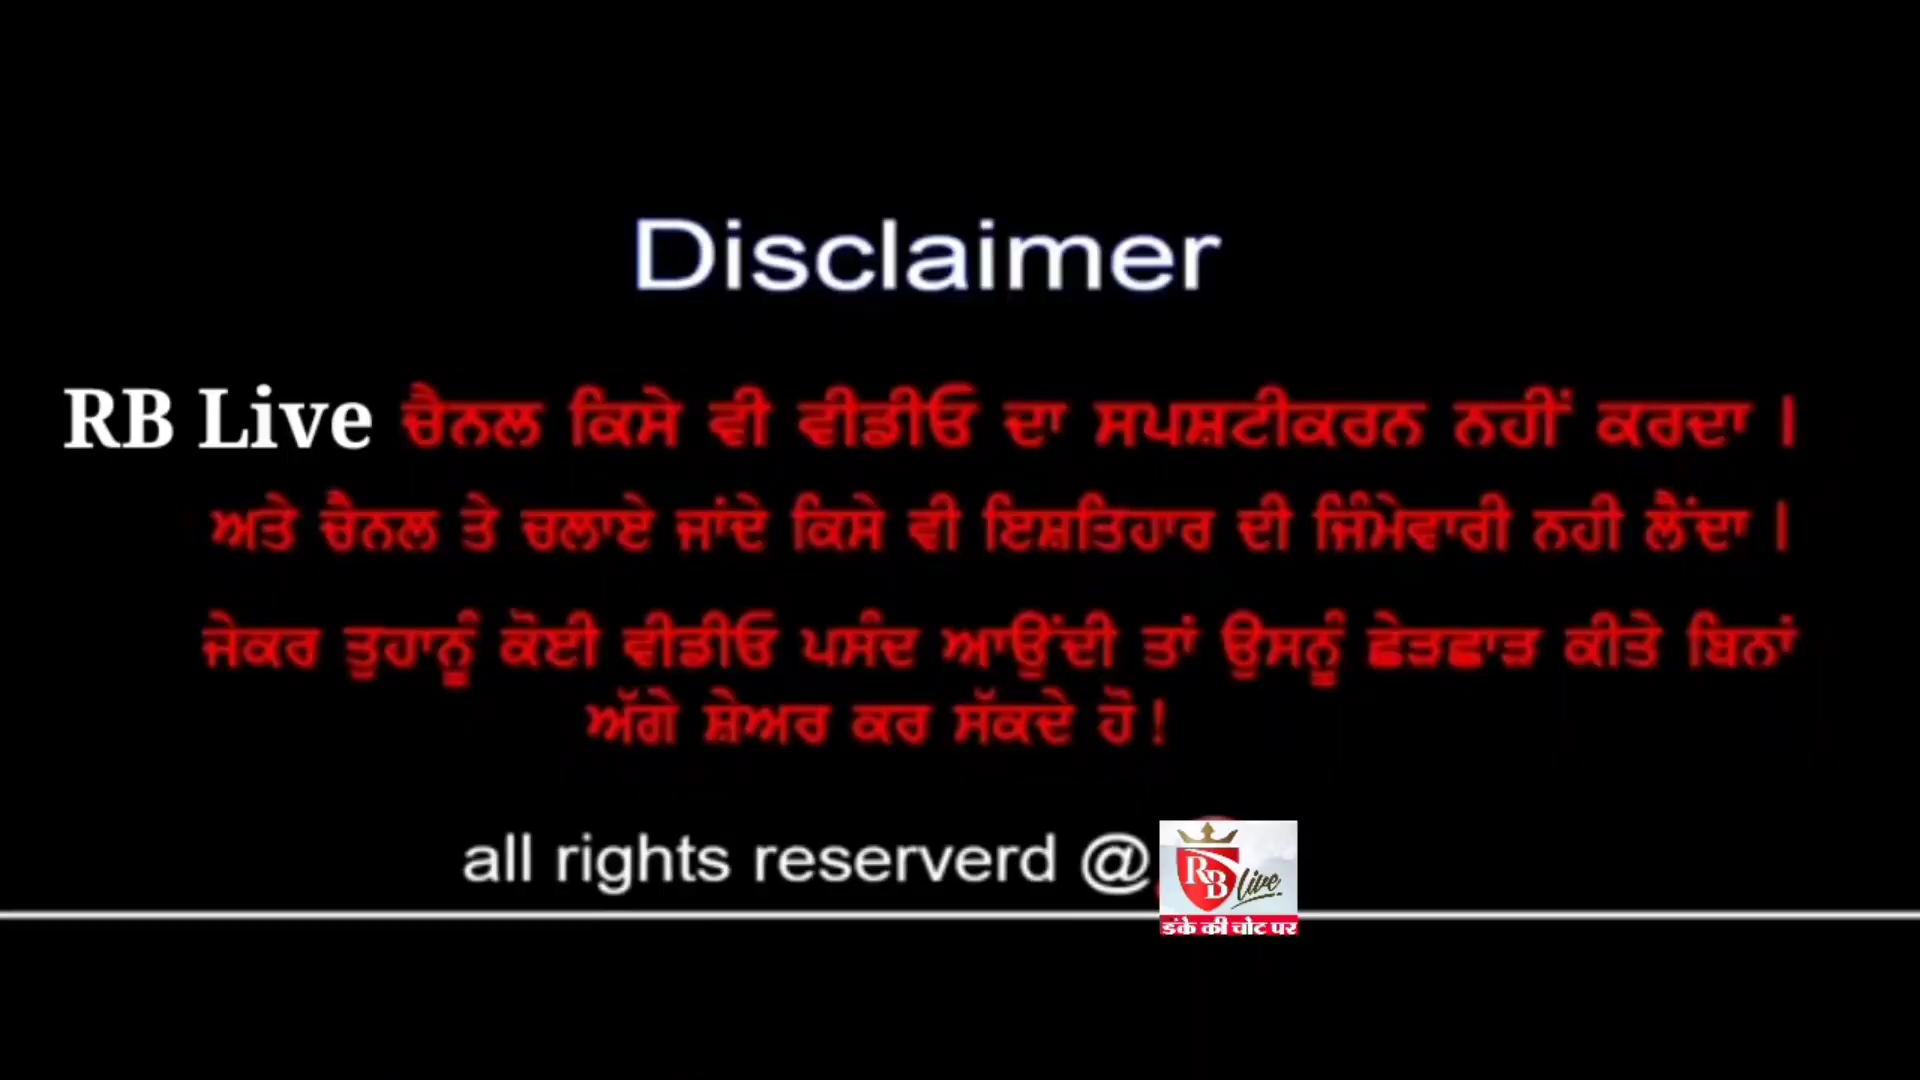 Disclaimer
RB Live ਚੈਨਲ ਕਿਸੇ ਵੀ ਵੀਡੀਓ ਦਾ ਸਪਸ਼ਟੀਕਰਨ ਨਹੀਂ ਕਰਦਾ ।
ਅਤੇ ਚੈਨਲ ਤੇ ਚਲਾਏ ਜਾਂਦੇ ਕਿਸੇ ਵੀ ਇਸ਼ਤਿਹਾਰ ਦੀ ਜਿੰਮੇਵਾਰੀ ਨਹੀ ਲੈਂਦਾ ।
ਜੇਕਰ ਤੁਹਾਨੂੰ ਕੋਈ ਵੀਡੀਓ ਪਸੰਦ ਆਉਂਦੀ ਤਾਂ ਉਸਨੂੰ ਛੇੜਛਾੜ ਕੀਤੇ ਬਿਨਾਂ
ਅੱਗੇ ਸ਼ੇਅਰ ਕਰ ਸੱਕਦੇ ਹੋ !
all rights reserverd @
RB Live
डंके की चोट पर